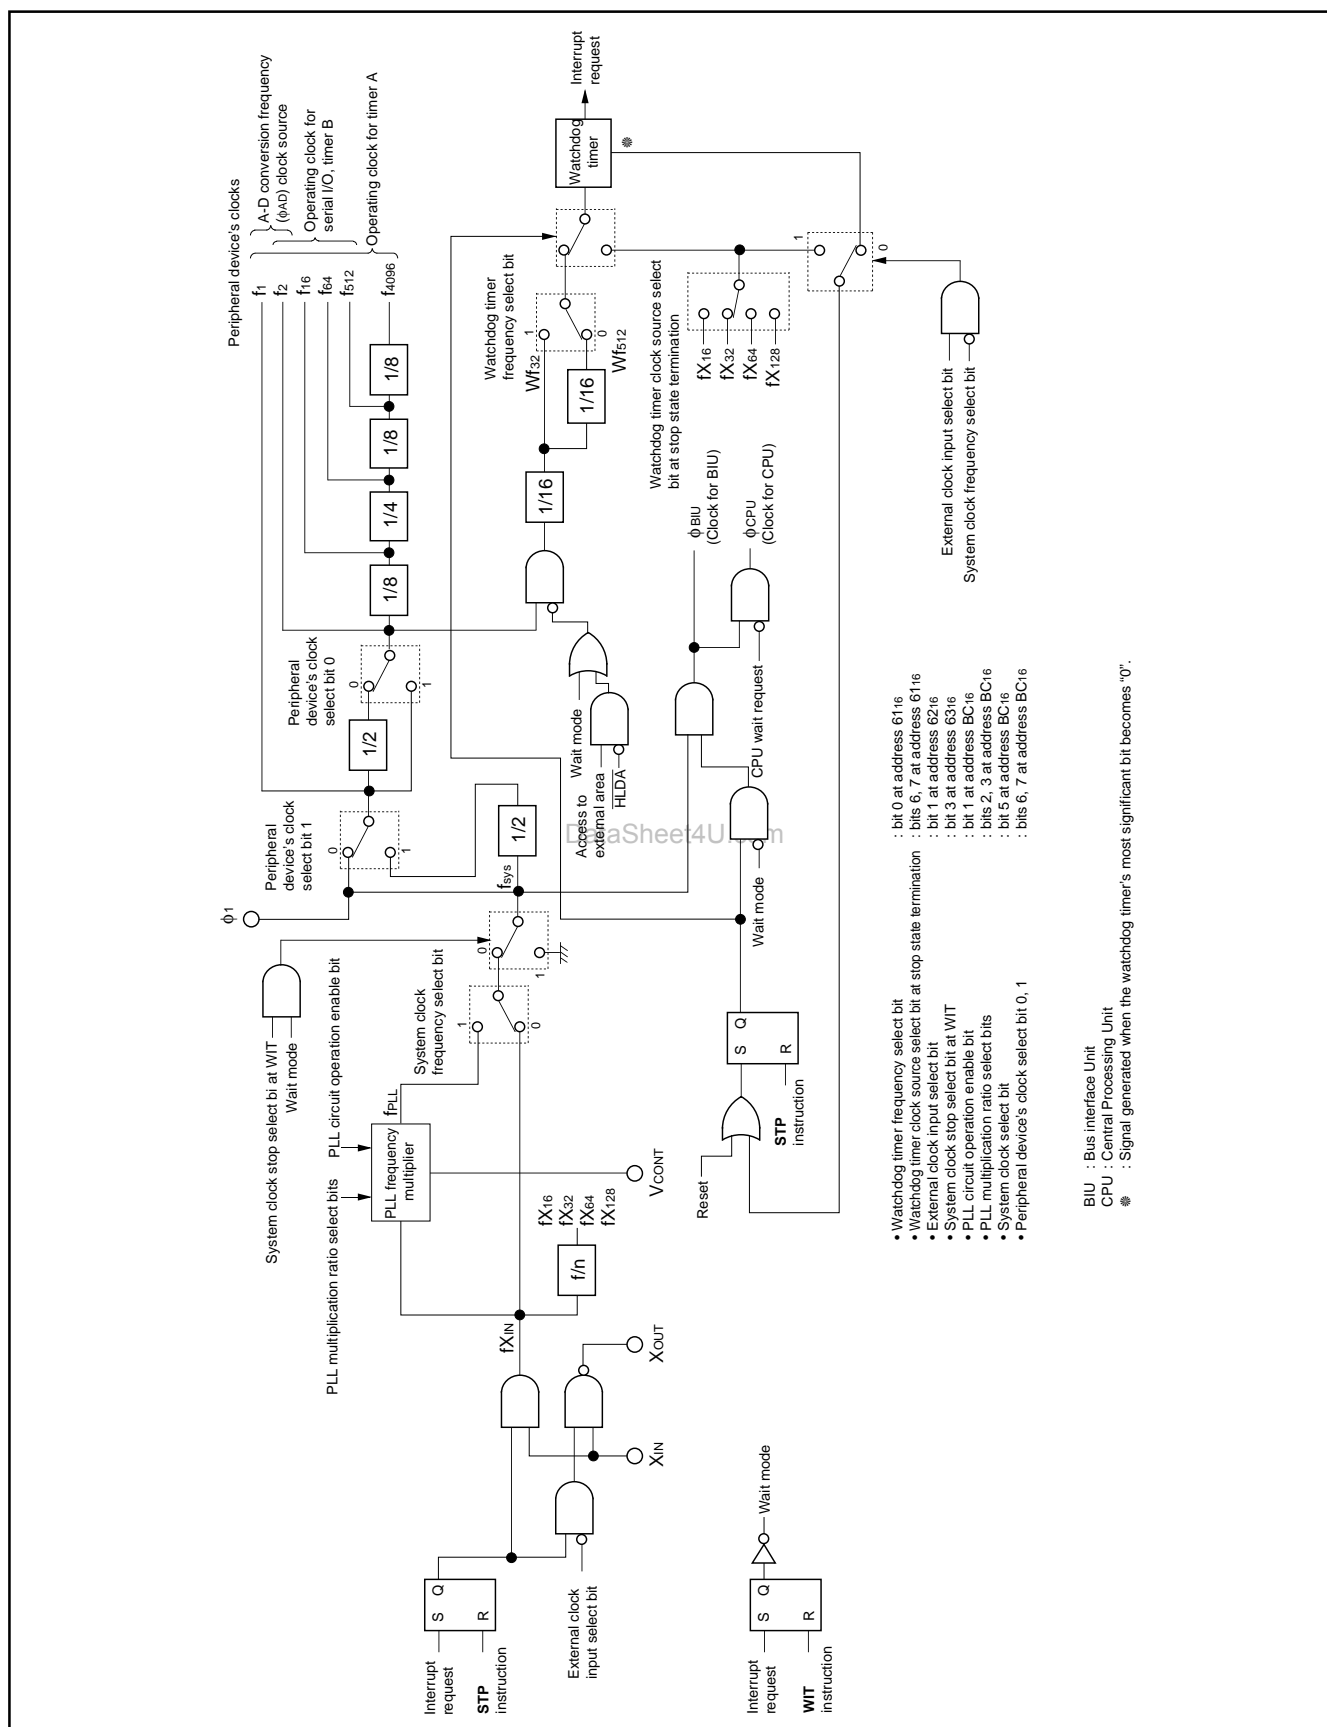 Peripheral device's clocks
A-D conversion frequency
(ϕAD) clock source
Operating clock for
serial I/O, timer B
Operating clock for timer A
f1
f2
f16
f64
f512
f4096
1/8
1/4
1/8
1/8
Peripheral
device's clock
select bit 0
0
1
1/2
Peripheral
device's clock
select bit 1
0
1
1/2
ϕ1
fsys
System clock stop select bi at WIT
Wait mode
0
1
System clock
frequency select bit
1
0
PLL multiplication ratio select bits
PLL circuit operation enable bit
PLL frequency
multiplier
fPLL
VCONT
fXIN
f/n
fX16
fX32
fX64
fX128
XOUT
XIN
Interrupt
request
STP
instruction
S Q
R
External clock
input select bit
Interrupt
request
WIT
instruction
S Q
R
Wait mode
Reset
STP
instruction
S Q
R
Wait mode
CPU wait request
ϕBIU
(Clock for BIU)
ϕCPU
(Clock for CPU)
Access to
external area
HLDA
Wait mode
1/16
1/16
Wf32
Wf512
1
0
Watchdog timer
frequency select bit
Watchdog
timer
Interrupt
request
❊
Watchdog timer clock source select
bit at stop state termination
fX16
fX32
fX64
fX128
1
0
External clock input select bit
System clock frequency select bit
• Watchdog timer frequency select bit : bit 0 at address 6116
• Watchdog timer clock source select bit at stop state termination : bits 6, 7 at address 6116
• External clock input select bit : bit 1 at address 6216
• System clock stop select bit at WIT : bit 3 at address 6316
• PLL circuit operation enable bit : bit 1 at address BC16
• PLL multiplication ratio select bits : bits 2, 3 at address BC16
• System clock select bit : bit 5 at address BC16
• Peripheral device's clock select bit 0, 1 : bits 6, 7 at address BC16
BIU : Bus interface Unit
CPU : Central Processing Unit
❊ : Signal generated when the watchdog timer's most significant bit becomes “0”.
DataSheet4U.com